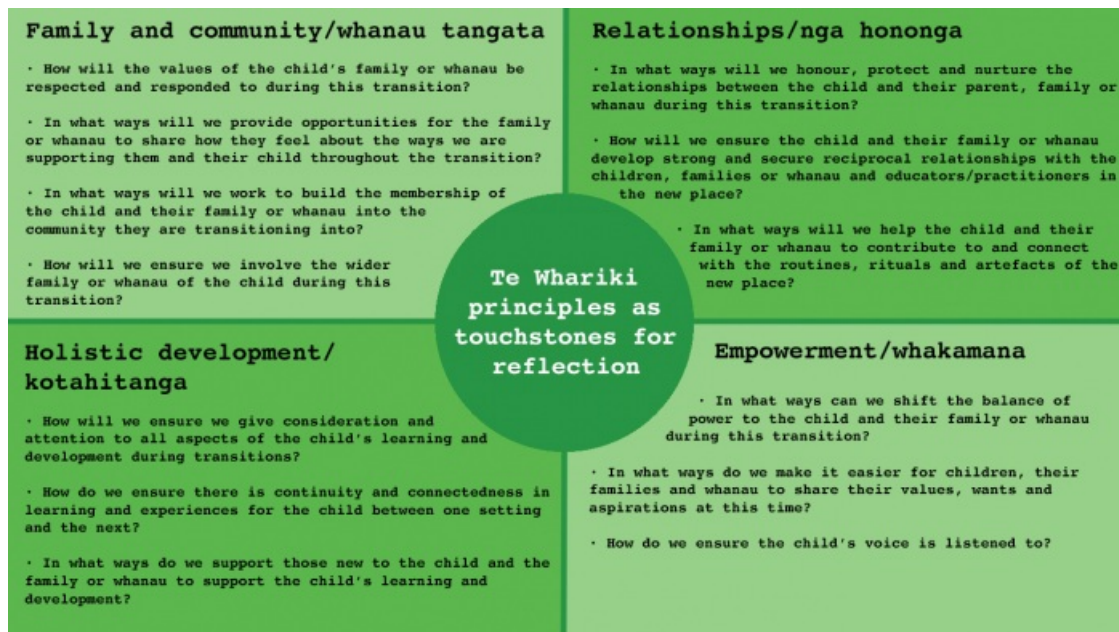 Family and community/whanau tangata
· How will the values of the child's family or whanau be
respected and responded to during this transition?
· In what ways will we provide opportunities for the family
or whanau to share how they feel about the ways we are
supporting them and their child throughout the transition?
· In what ways will we work to build the membership of
the child and their family or whanau into the
community they are transitioning into?
· How will we ensure we involve the wider
family or whanau of the child during this
transition?
Relationships/nga hononga
· In what ways will we honour, protect and nurture the
relationships between the child and their parent, family or
whanau during this transition?
· How will we ensure the child and their family or whanau
develop strong and secure reciprocal relationships with the
children, families or whanau and educators/practitioners in
the new place?
· In what ways will we help the child and their
family or whanau to contribute to and connect
with the routines, rituals and artefacts of the
new place?
Te Whariki
principles as
touchstones for
reflection
Holistic development/
kotahitanga
· How will we ensure we give consideration and
attention to all aspects of the child's learning and
development during transitions?
· How do we ensure there is continuity and connectedness in
learning and experiences for the child between one setting
and the next?
· In what ways do we support those new to the child and the
family or whanau to support the child's learning and
development?
Empowerment/whakamana
· In what ways can we shift the balance of
power to the child and their family or whanau
during this transition?
· In what ways do we make it easier for children, their
families and whanau to share their values, wants and
aspirations at this time?
· How do we ensure the child's voice is listened to?